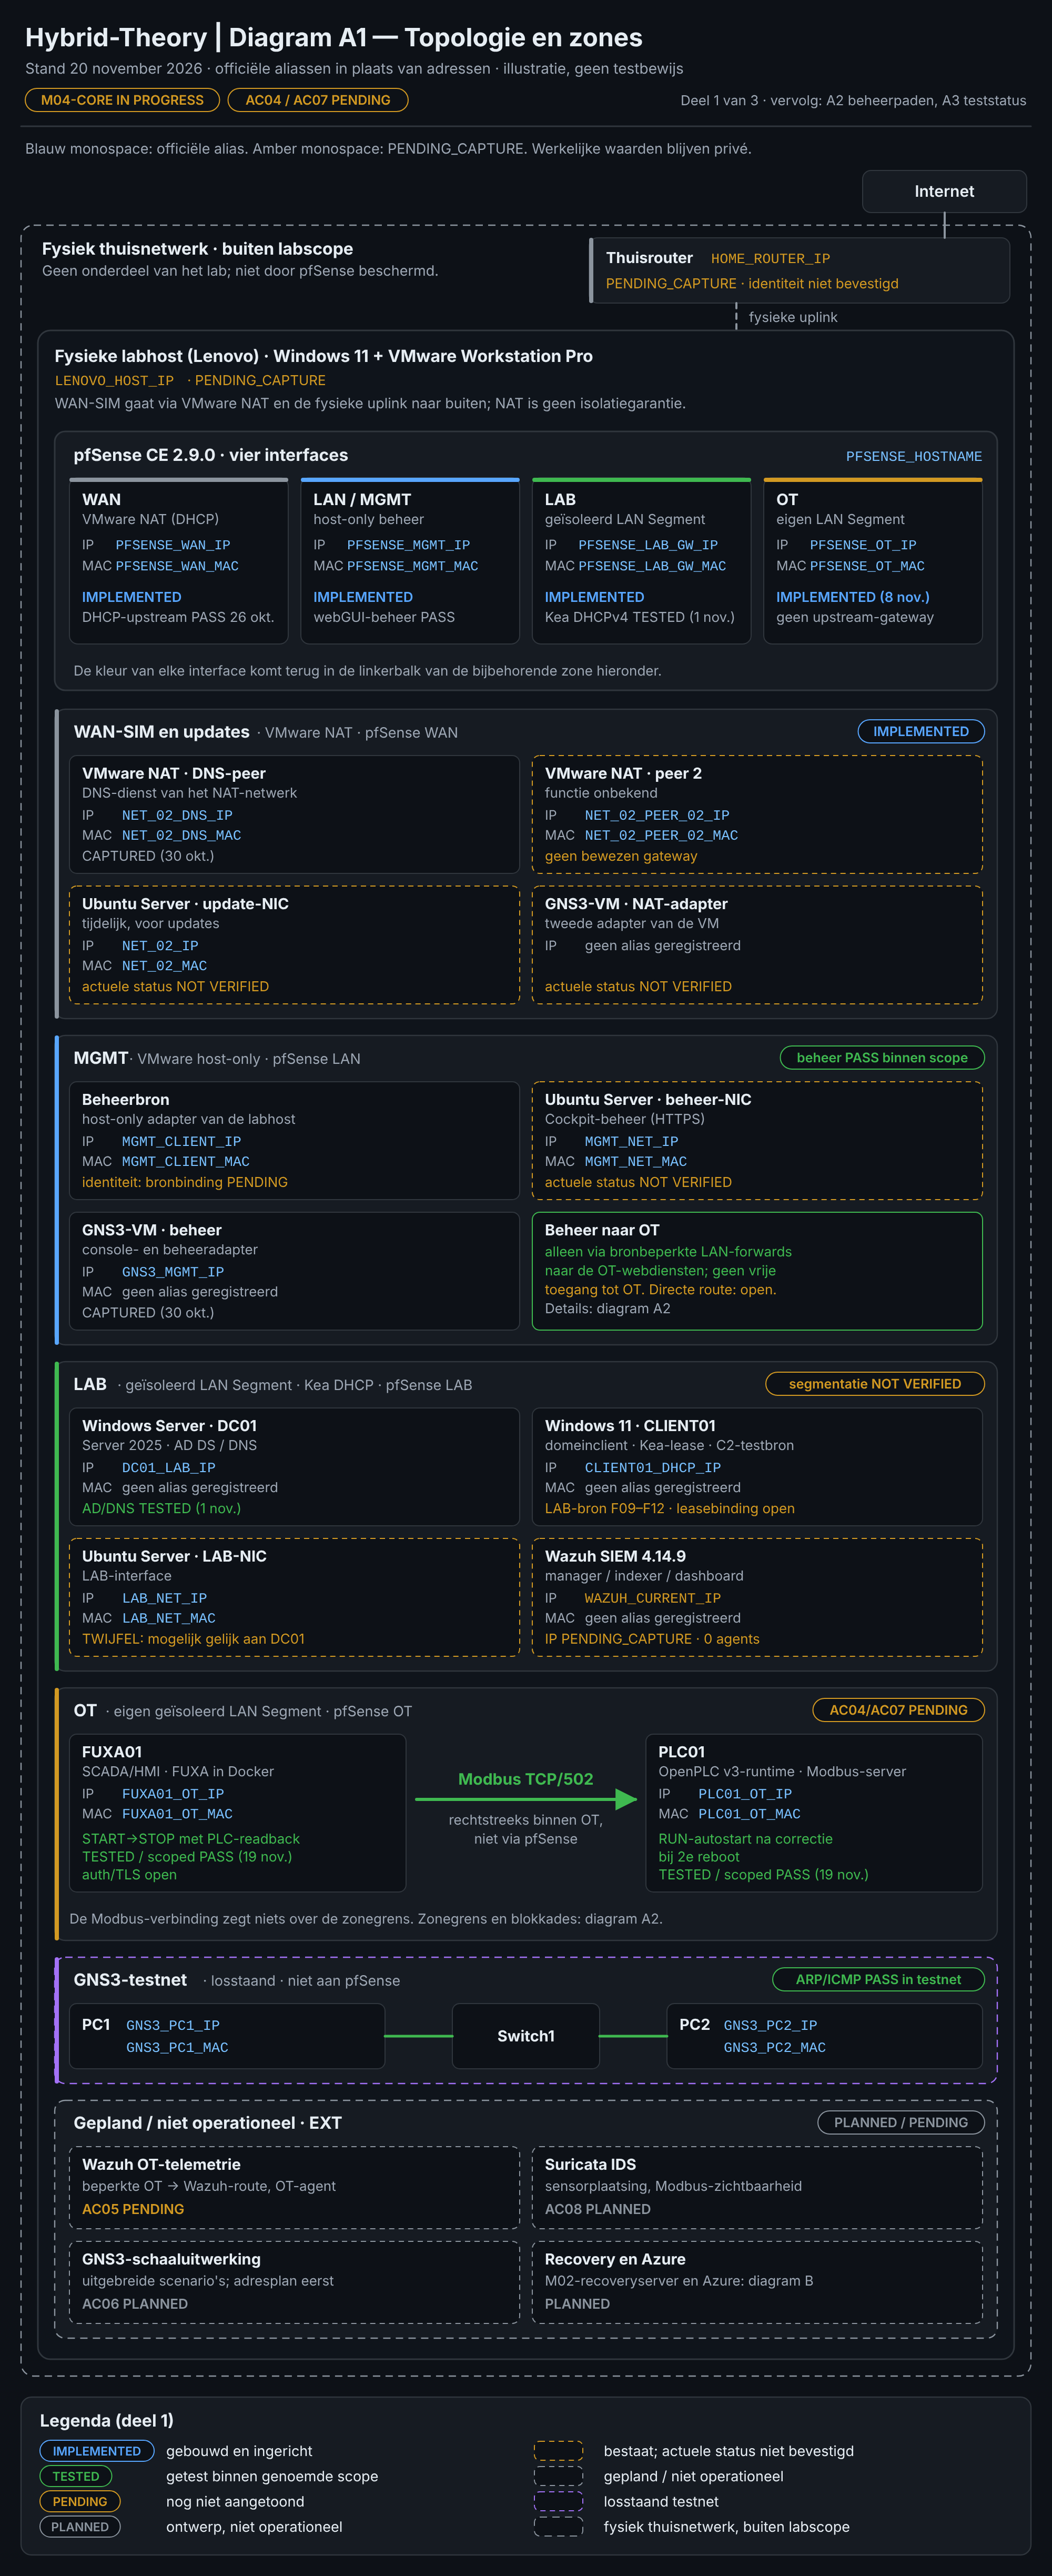 Hybrid-Theory | Diagram A1 — Topologie en zones
Stand 20 november 2026 · officiële aliassen in plaats van adressen · illustratie, geen testbewijs
M04-CORE IN PROGRESS
AC04 / AC07 PENDING
Deel 1 van 3 · vervolg: A2 beheerpaden, A3 teststatus
Blauw monospace: officiële alias. Amber monospace: PENDING_CAPTURE. Werkelijke waarden blijven privé.
Internet
Fysiek thuisnetwerk · buiten labscope
Geen onderdeel van het lab; niet door pfSense beschermd.
Thuisrouter HOME_ROUTER_IP
PENDING_CAPTURE · identiteit niet bevestigd
fysieke uplink
Fysieke labhost (Lenovo) · Windows 11 + VMware Workstation Pro
LENOVO_HOST_IP · PENDING_CAPTURE
WAN-SIM gaat via VMware NAT en de fysieke uplink naar buiten; NAT is geen isolatiegarantie.
pfSense CE 2.9.0 · vier interfaces
PFSENSE_HOSTNAME
WAN
VMware NAT (DHCP)
IP PFSENSE_WAN_IP
MAC PFSENSE_WAN_MAC
IMPLEMENTED
DHCP-upstream PASS 26 okt.
LAN / MGMT
host-only beheer
IP PFSENSE_MGMT_IP
MAC PFSENSE_MGMT_MAC
IMPLEMENTED
webGUI-beheer PASS
LAB
geïsoleerd LAN Segment
IP PFSENSE_LAB_GW_IP
MAC PFSENSE_LAB_GW_MAC
IMPLEMENTED
Kea DHCPv4 TESTED (1 nov.)
OT
eigen LAN Segment
IP PFSENSE_OT_IP
MAC PFSENSE_OT_MAC
IMPLEMENTED (8 nov.)
geen upstream-gateway
De kleur van elke interface komt terug in de linkerbalk van de bijbehorende zone hieronder.
WAN-SIM en updates · VMware NAT · pfSense WAN
IMPLEMENTED
VMware NAT · DNS-peer
DNS-dienst van het NAT-netwerk
IP NET_02_DNS_IP
MAC NET_02_DNS_MAC
CAPTURED (30 okt.)
VMware NAT · peer 2
functie onbekend
IP NET_02_PEER_02_IP
MAC NET_02_PEER_02_MAC
geen bewezen gateway
Ubuntu Server · update-NIC
tijdelijk, voor updates
IP NET_02_IP
MAC NET_02_MAC
actuele status NOT VERIFIED
GNS3-VM · NAT-adapter
tweede adapter van de VM
IP geen alias geregistreerd
actuele status NOT VERIFIED
MGMT · VMware host-only · pfSense LAN
beheer PASS binnen scope
Beheerbron
host-only adapter van de labhost
IP MGMT_CLIENT_IP
MAC MGMT_CLIENT_MAC
identiteit: bronbinding PENDING
Ubuntu Server · beheer-NIC
Cockpit-beheer (HTTPS)
IP MGMT_NET_IP
MAC MGMT_NET_MAC
actuele status NOT VERIFIED
GNS3-VM · beheer
console- en beheeradapter
IP GNS3_MGMT_IP
MAC geen alias geregistreerd
CAPTURED (30 okt.)
Beheer naar OT
alleen via bronbeperkte LAN-forwards
naar de OT-webdiensten; geen vrije
toegang tot OT. Directe route: open.
Details: diagram A2
LAB · geïsoleerd LAN Segment · Kea DHCP · pfSense LAB
segmentatie NOT VERIFIED
Windows Server · DC01
Server 2025 · AD DS / DNS
IP DC01_LAB_IP
MAC geen alias geregistreerd
AD/DNS TESTED (1 nov.)
Windows 11 · CLIENT01
domeinclient · Kea-lease · C2-testbron
IP CLIENT01_DHCP_IP
MAC geen alias geregistreerd
LAB-bron F09–F12 · leasebinding open
Ubuntu Server · LAB-NIC
LAB-interface
IP LAB_NET_IP
MAC LAB_NET_MAC
TWIJFEL: mogelijk gelijk aan DC01
Wazuh SIEM 4.14.9
manager / indexer / dashboard
IP WAZUH_CURRENT_IP
MAC geen alias geregistreerd
IP PENDING_CAPTURE · 0 agents
OT · eigen geïsoleerd LAN Segment · pfSense OT
AC04/AC07 PENDING
FUXA01
SCADA/HMI · FUXA in Docker
IP FUXA01_OT_IP
MAC FUXA01_OT_MAC
START→STOP met PLC-readback
TESTED / scoped PASS (19 nov.)
auth/TLS open
Modbus TCP/502
rechtstreeks binnen OT,
niet via pfSense
PLC01
OpenPLC v3-runtime · Modbus-server
IP PLC01_OT_IP
MAC PLC01_OT_MAC
RUN-autostart na correctie
bij 2e reboot
TESTED / scoped PASS (19 nov.)
De Modbus-verbinding zegt niets over de zonegrens. Zonegrens en blokkades: diagram A2.
GNS3-testnet · losstaand · niet aan pfSense
ARP/ICMP PASS in testnet
PC1 GNS3_PC1_IP
GNS3_PC1_MAC
Switch1
PC2 GNS3_PC2_IP
GNS3_PC2_MAC
Gepland / niet operationeel · EXT
PLANNED / PENDING
Wazuh OT-telemetrie
beperkte OT → Wazuh-route, OT-agent
AC05 PENDING
Suricata IDS
sensorplaatsing, Modbus-zichtbaarheid
AC08 PLANNED
GNS3-schaaluitwerking
uitgebreide scenario's; adresplan eerst
AC06 PLANNED
Recovery en Azure
M02-recoveryserver en Azure: diagram B
PLANNED
Legenda (deel 1)
IMPLEMENTED gebouwd en ingericht
TESTED getest binnen genoemde scope
PENDING nog niet aangetoond
PLANNED ontwerp, niet operationeel
bestaat; actuele status niet bevestigd
gepland / niet operationeel
losstaand testnet
fysiek thuisnetwerk, buiten labscope